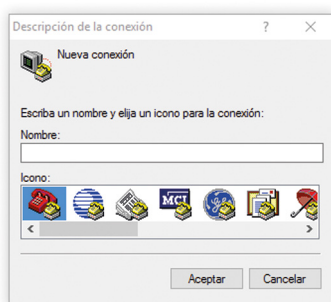 Descripción de la conexión
Nueva conexión
Escriba un nombre y elija un icono para la conexión:
Nombre:
Icono:
MCI
Aceptar
Cancelar